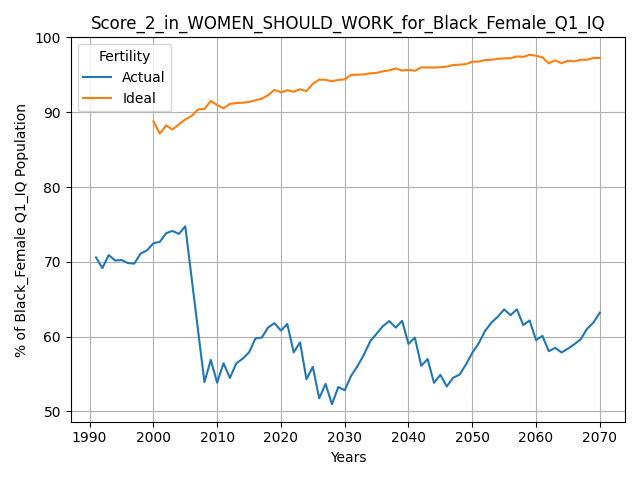 Score_2_in_WOMEN_SHOULD_WORK_for_Black_Female_Q1_IQ
Fertility
Actual
Ideal
% of Black_Female Q1_IQ Population
100
90
80
70
60
50
1990
2000
2010
2020
2030
2040
2050
2060
2070
Years